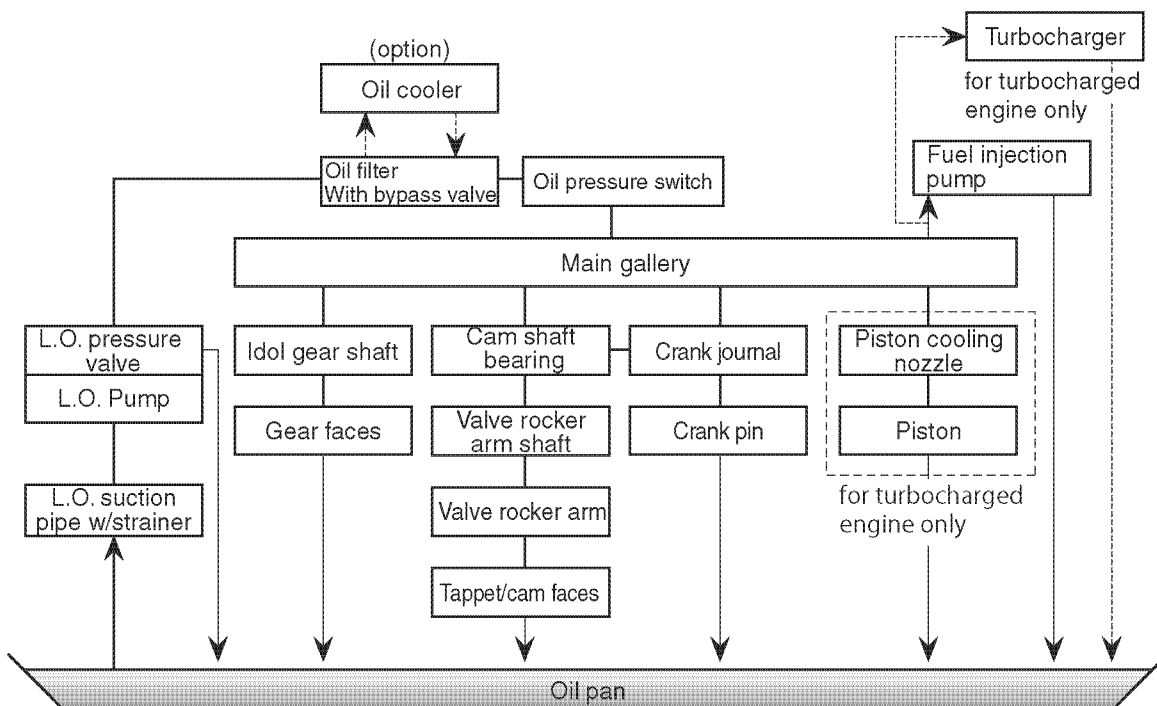 (option)
Oil cooler
Turbocharger
for turbocharged
engine only
Oil filter
With bypass valve
Oil pressure switch
Fuel injection
pump
Main gallery
L.O. pressure
valve
L.O. Pump
Idol gear shaft
Cam shaft
bearing
Crank journal
Piston cooling
nozzle
Gear faces
Valve rocker
arm shaft
Crank pin
Piston
L.O. suction
pipe w/strainer
Valve rocker arm
for turbocharged
engine only
Tappet/cam faces
Oil pan